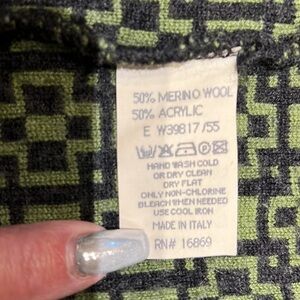 50% MERINO WOOL
50% ACRYLIC
E W39817/55
HAND WASH COLD
OR DRY CLEAN
DRY FLAT
ONLY NON-CHLORINE
BLEACH WHEN NEEDED
USE COOL IRON
MADE IN ITALY
RN# 16869